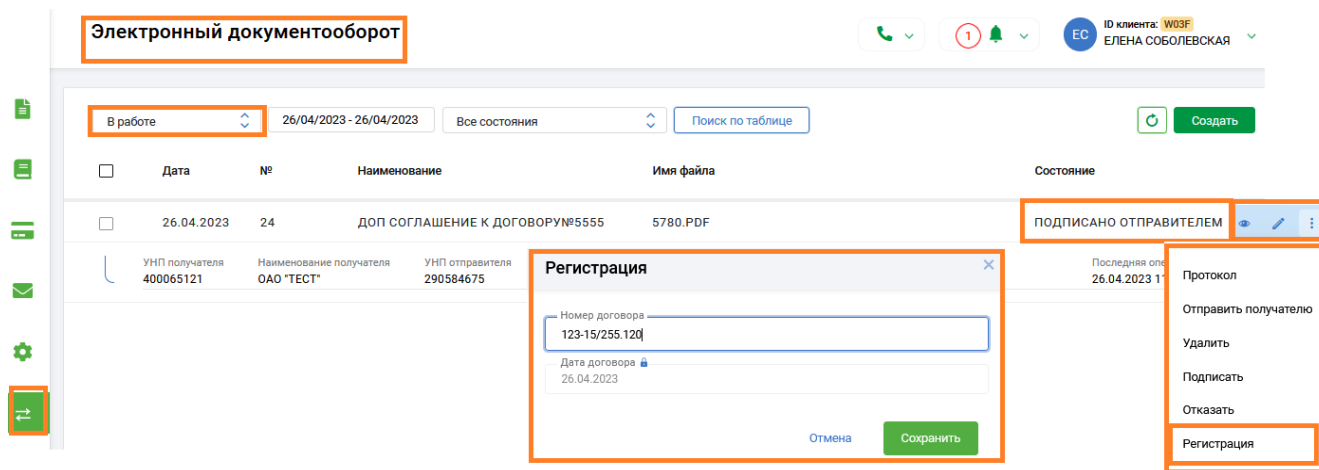 Электронный документооборот
1
ЕС
ID клиента: W03F
ЕЛЕНА СОБОЛЕВСКАЯ
В работе
26/04/2023 - 26/04/2023
Все состояния
Поиск по таблице
Создать
Дата № Наименование Имя файла Состояние
26.04.2023 24 ДОП СОГЛАШЕНИЕ К ДОГОВОРУ№5555 5780.PDF ПОДПИСАНО ОТПРАВИТЕЛЕМ
УНП получателя Наименование получателя УНП отправителя Последняя опе
400065121 ОАО "ТЕСТ" 290584675 26.04.2023 1
Регистрация
Номер договора
123-15/255.120
Дата договора
26.04.2023
Отмена
Сохранить
Протокол
Отправить получателю
Удалить
Подписать
Отказать
Регистрация